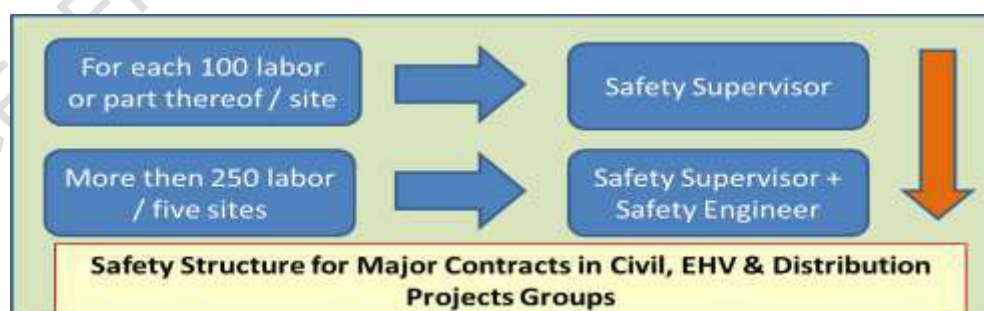 For each 100 labor
or part thereof / site
Safety Supervisor
More then 250 labor
/ five sites
Safety Supervisor +
Safety Engineer
Safety Structure for Major Contracts in Civil, EHV & Distribution
Projects Groups